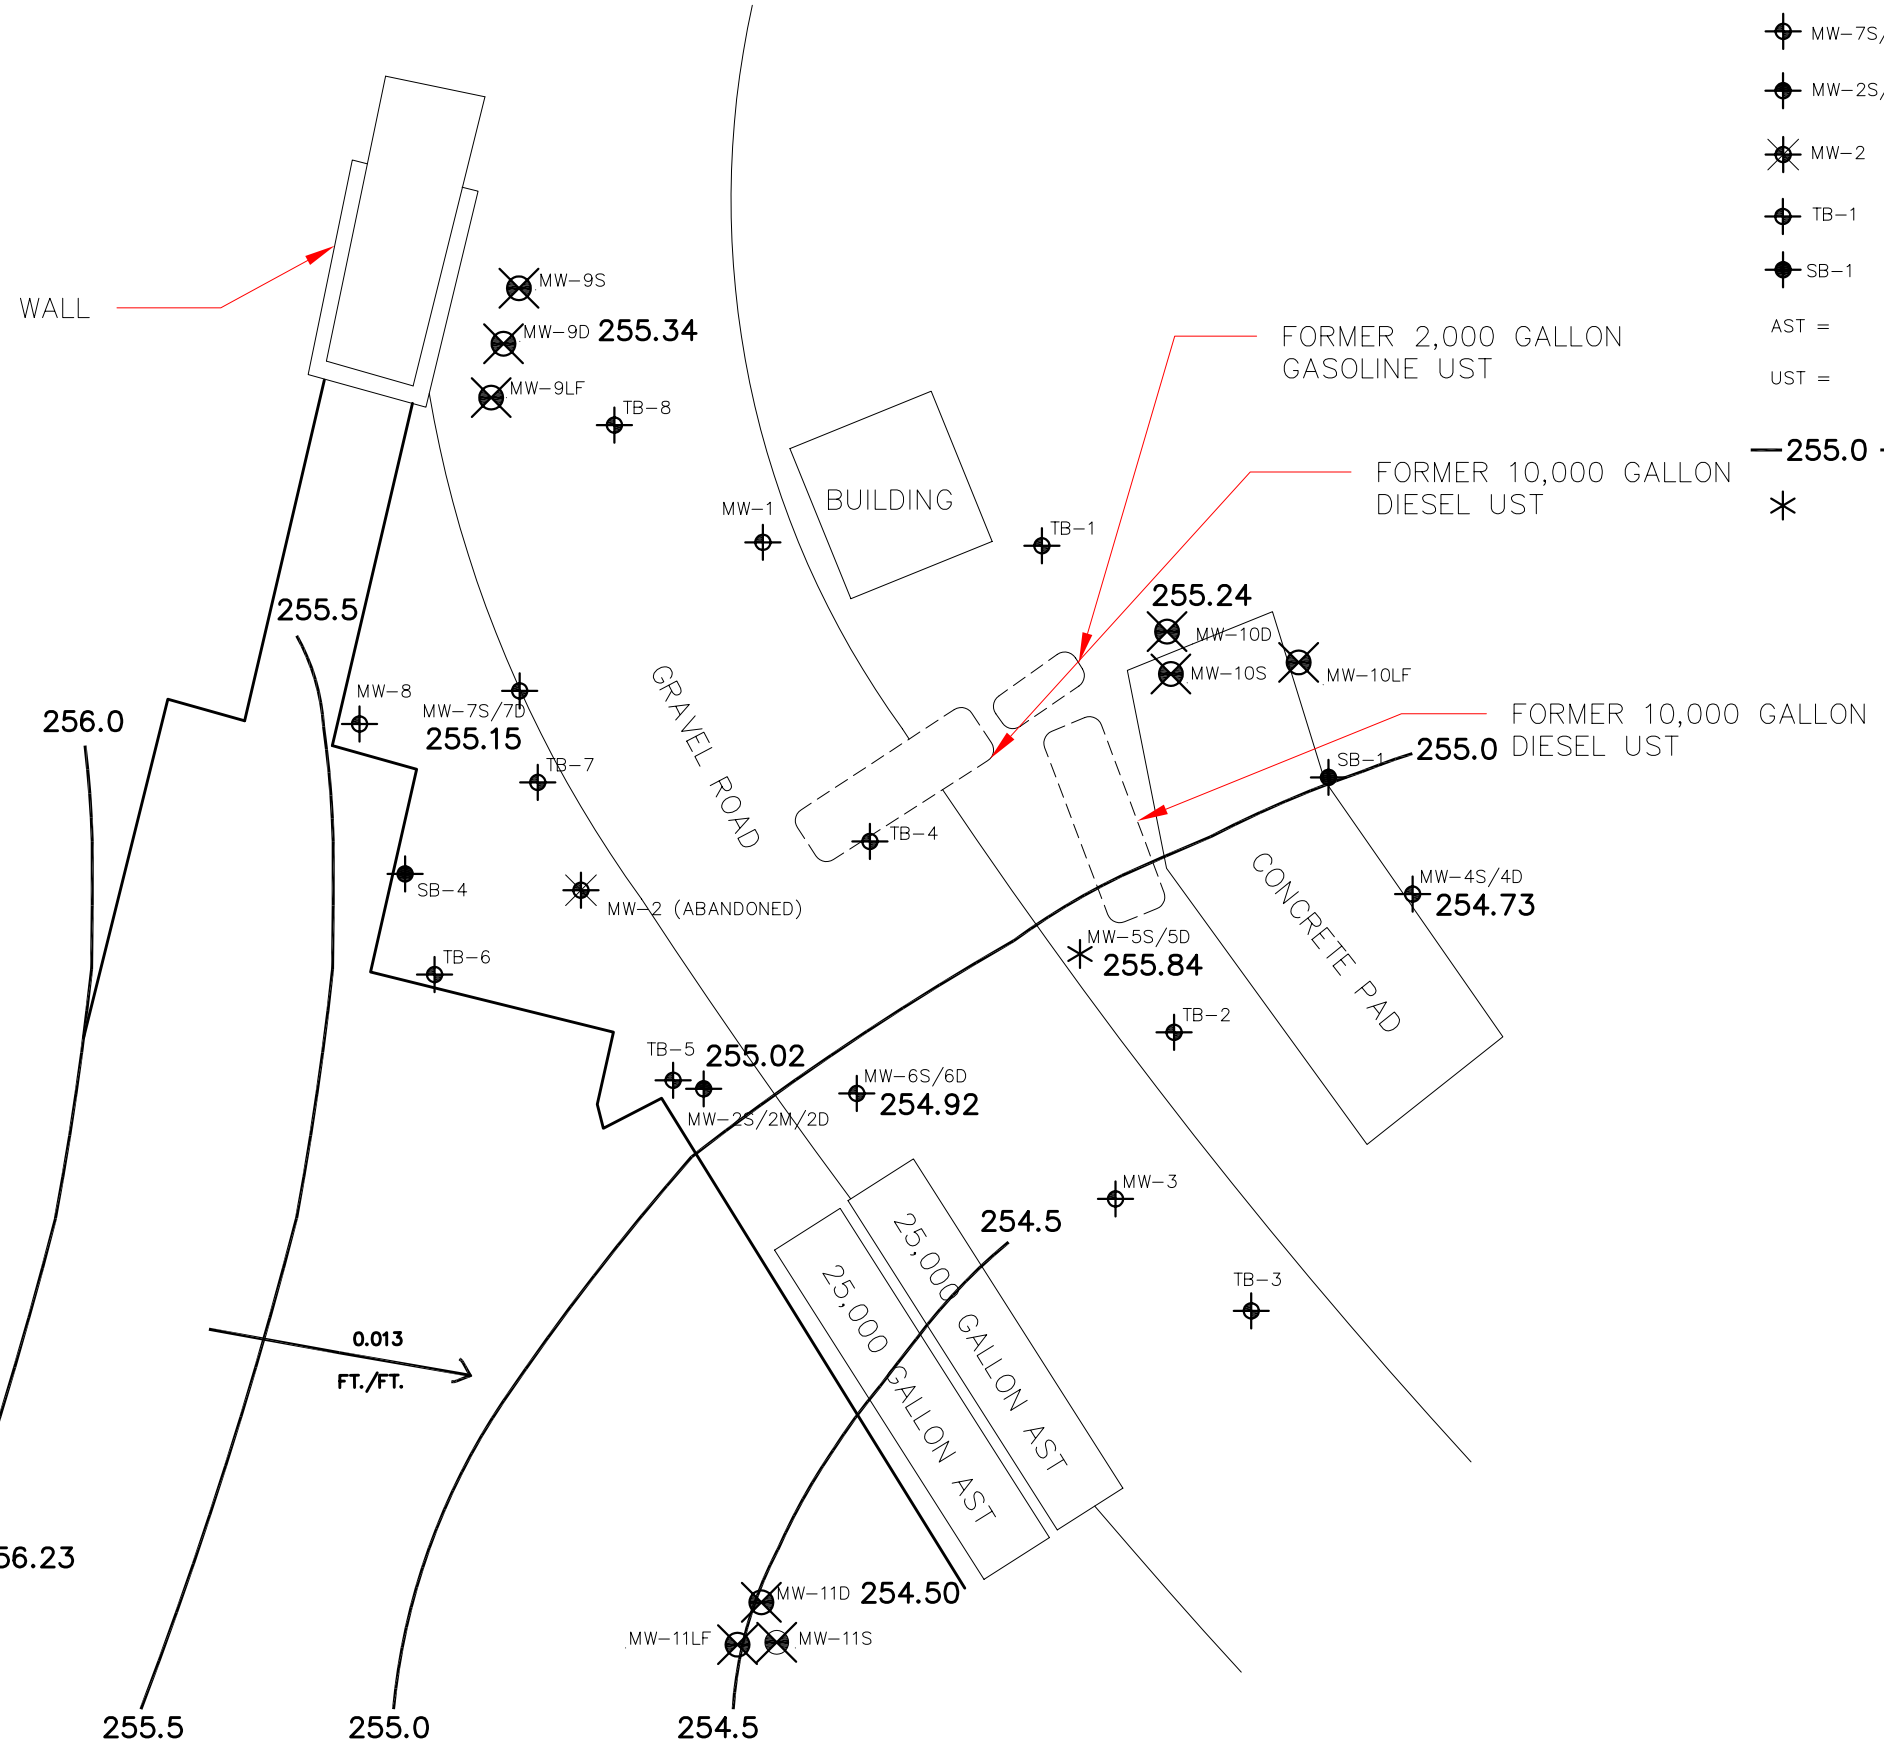 MW-7S/
MW-2S/
MW-2
TB-1
SB-1
AST =
UST =
255.0
WALL
MW-9S
MW-9D 255.34
MW-9LF
TB-8
FORMER 2,000 GALLON
GASOLINE UST
FORMER 10,000 GALLON
DIESEL UST
BUILDING
MW-1
TB-1
255.24
MW-10D
MW-10S
MW-10LF
255.5
MW-8
MW-7S/7D
255.15
256.0
TB-7
GRAVEL ROAD
FORMER 10,000 GALLON
DIESEL UST
SB-1
255.0
TB-4
SB-4
MW-2 (ABANDONED)
CONCRETE PAD
MW-4S/4D
254.73
MW-5S/5D
255.84
TB-6
TB-2
TB-5
255.02
MW-2S/2M/2D
MW-6S/6D
254.92
MW-3
254.5
TB-3
25,000 GALLON AST
25,000 GALLON AST
0.013
FT./FT.
56.23
MW-11D 254.50
MW-11LF
MW-11S
255.5
255.0
254.5